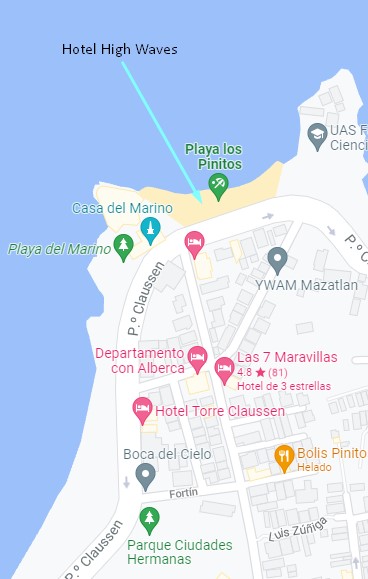 Hotel High Waves
UAS F
Cienci
Playa los
Pinitos
Casa del Marino
Playa del Marino
P.º Claussen
P.º C
YWAM Mazatlan
Departamento
con Alberca
Las 7 Maravillas
4.8 ★ (81)
Hotel de 3 estrellas
Hotel Torre Claussen
Boca del Cielo
Bolis Pinito
Helado
Fortín
Luis Zúñiga
P.º Claussen
Parque Ciudades
Hermanas